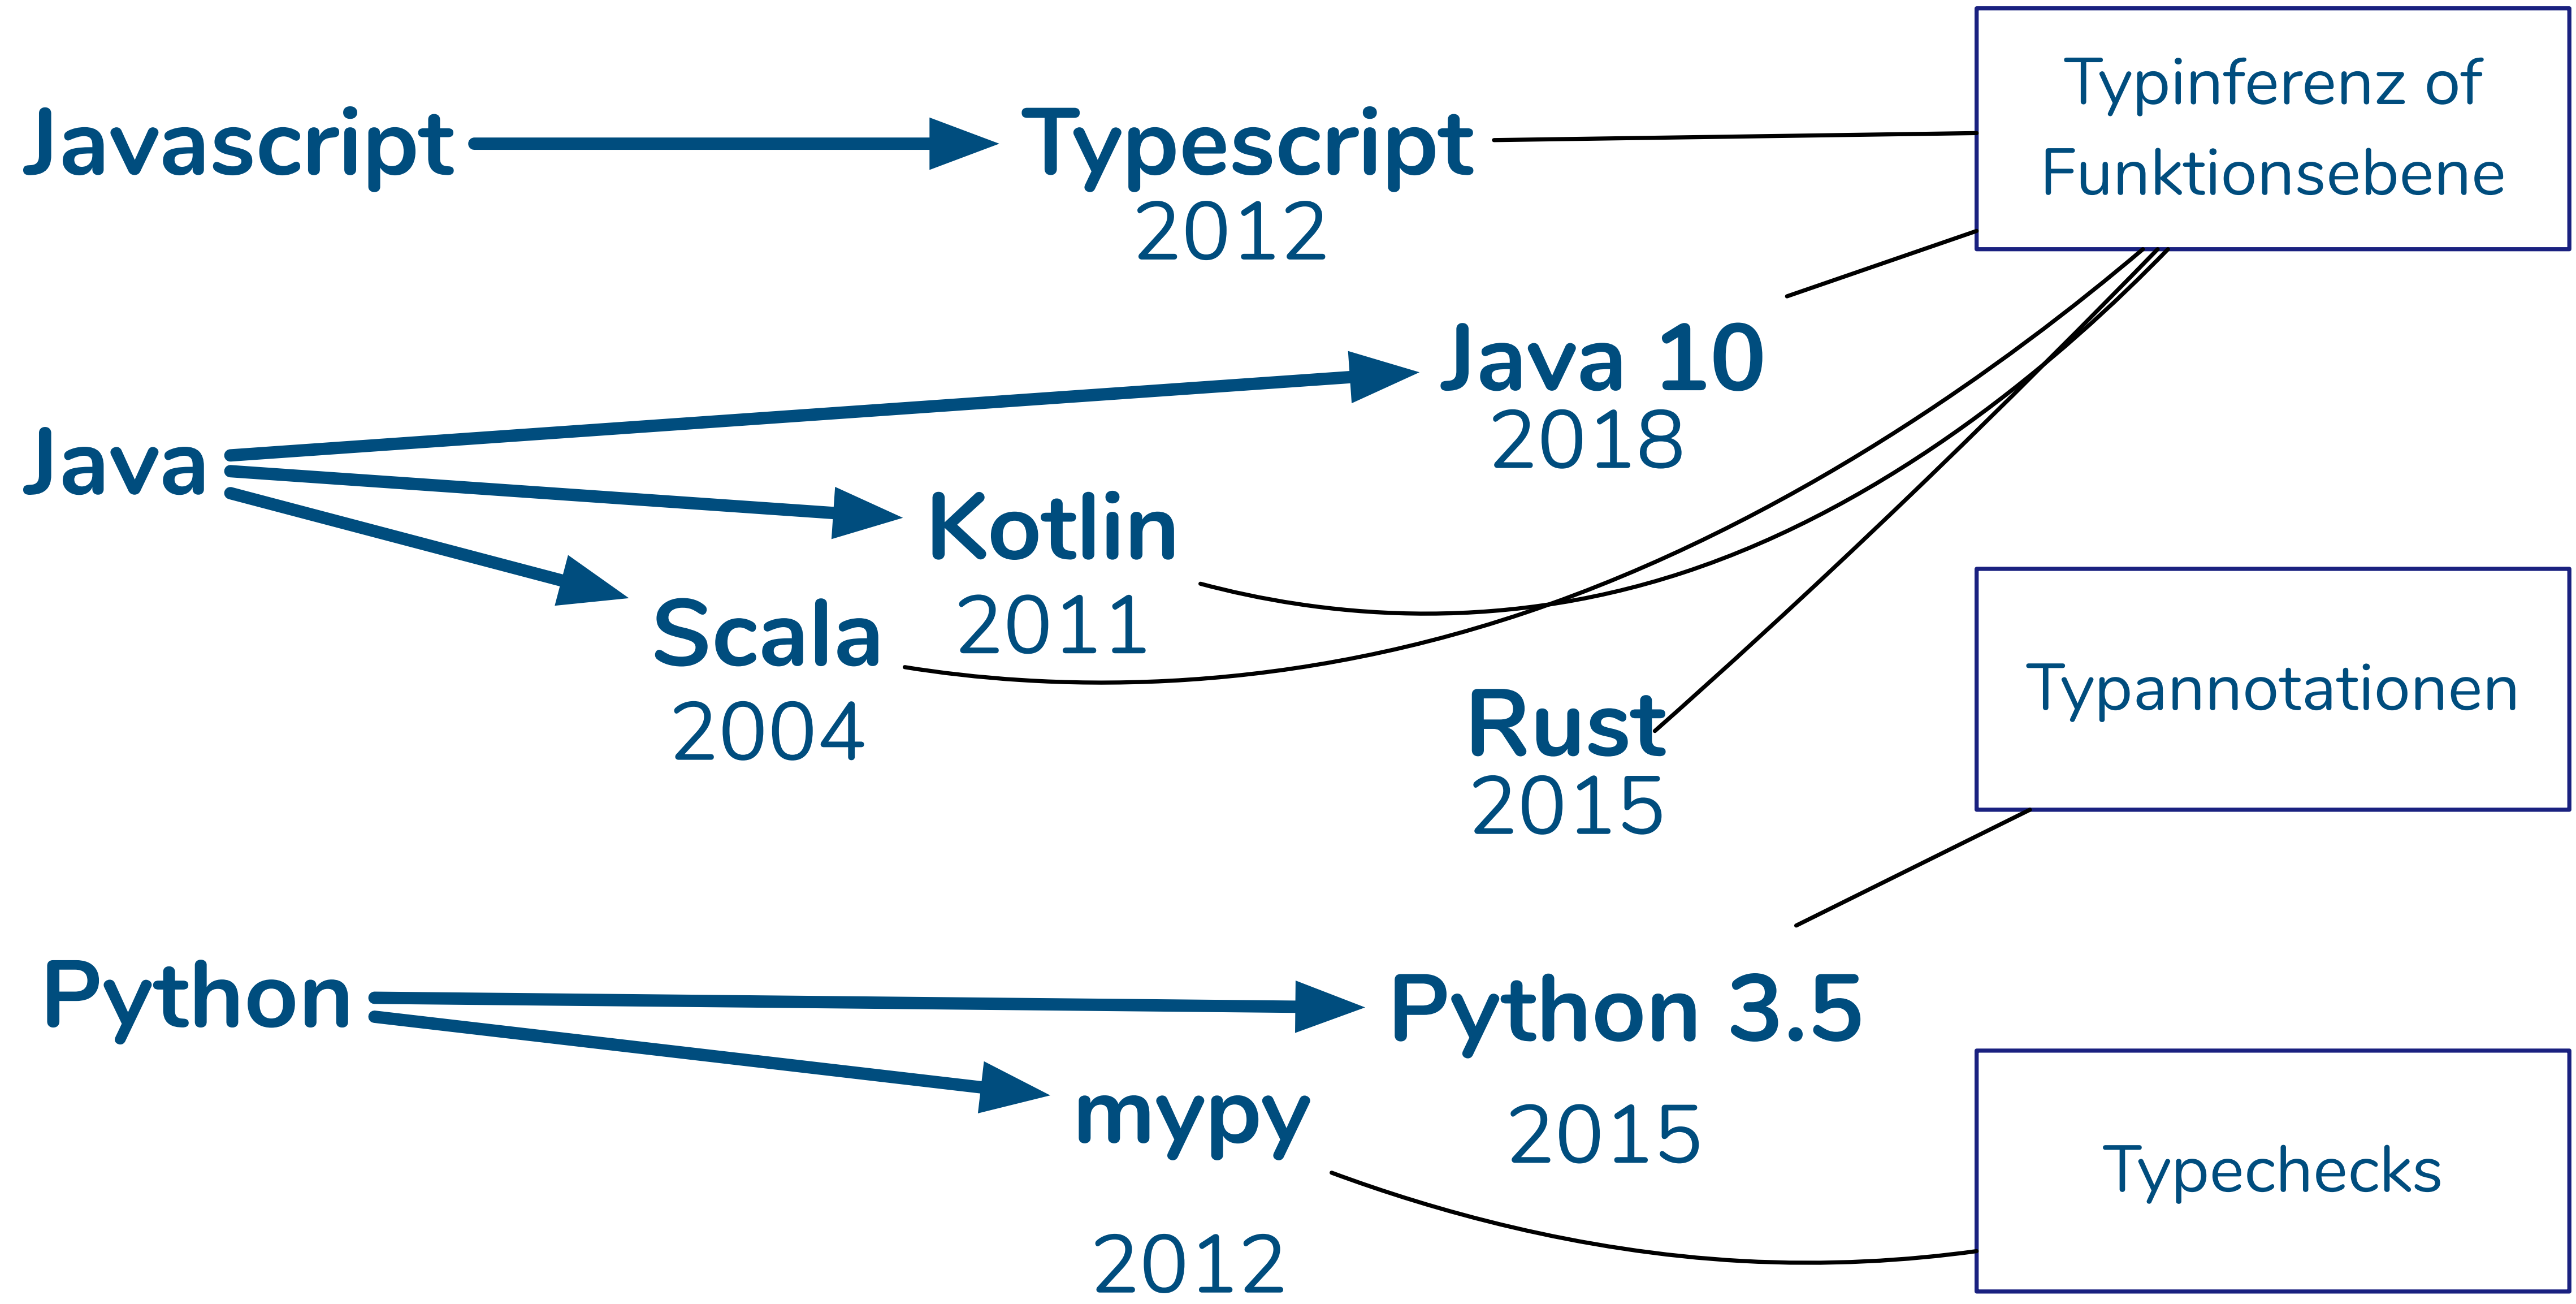 Javascript
Typescript
2012
Typinferenz of
Funktionsebene
Java
Java 10
2018
Kotlin
2011
Scala
2004
Rust
2015
Typannotationen
Python
Python 3.5
2015
mypy
2012
Typechecks